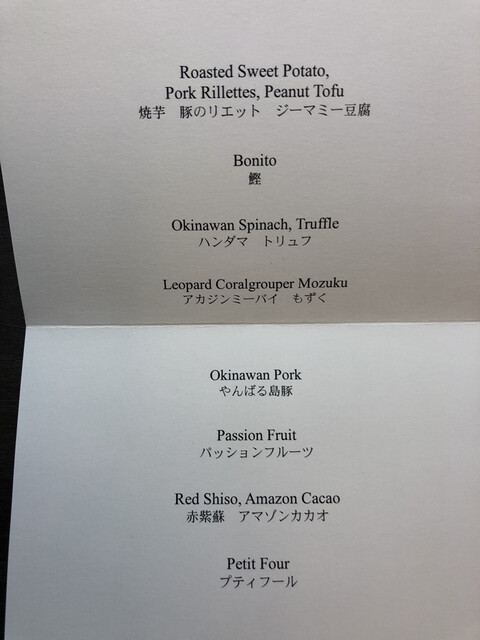 Roasted Sweet Potato,
Pork Rillettes, Peanut Tofu
焼芋　豚のリエット　ジーマミー豆腐
Bonito
鰹
Okinawan Spinach, Truffle
ハンダマ　トリュフ
Leopard Coralgrouper Mozuku
アカジンミーバイ　もずく
Okinawan Pork
やんばる島豚
Passion Fruit
パッションフルーツ
Red Shiso, Amazon Cacao
赤紫蘇　アマゾンカカオ
Petit Four
プティフール